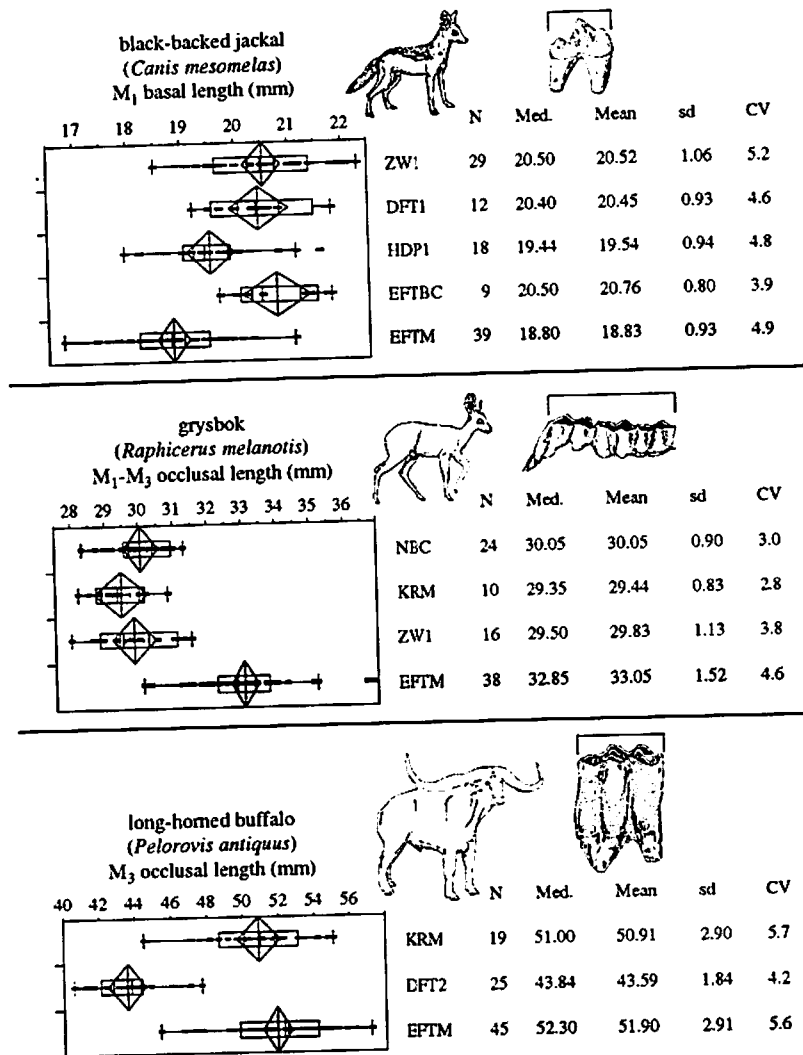 black-backed jackal
(Canis mesomelas)
M₁ basal length (mm)
17 18 19 20 21 22
N Med. Mean sd CV
ZW1 29 20.50 20.52 1.06 5.2
DFT1 12 20.40 20.45 0.93 4.6
HDP1 18 19.44 19.54 0.94 4.8
EFTBC 9 20.50 20.76 0.80 3.9
EFTM 39 18.80 18.83 0.93 4.9
grysbok
(Raphicerus melanotis)
M₁-M₃ occlusal length (mm)
28 29 30 31 32 33 34 35 36
N Med. Mean sd CV
NBC 24 30.05 30.05 0.90 3.0
KRM 10 29.35 29.44 0.83 2.8
ZW1 16 29.50 29.83 1.13 3.8
EFTM 38 32.85 33.05 1.52 4.6
long-horned buffalo
(Pelorovis antiquus)
M₃ occlusal length (mm)
40 42 44 46 48 50 52 54 56
N Med. Mean sd CV
KRM 19 51.00 50.91 2.90 5.7
DFT2 25 43.84 43.59 1.84 4.2
EFTM 45 52.30 51.90 2.91 5.6